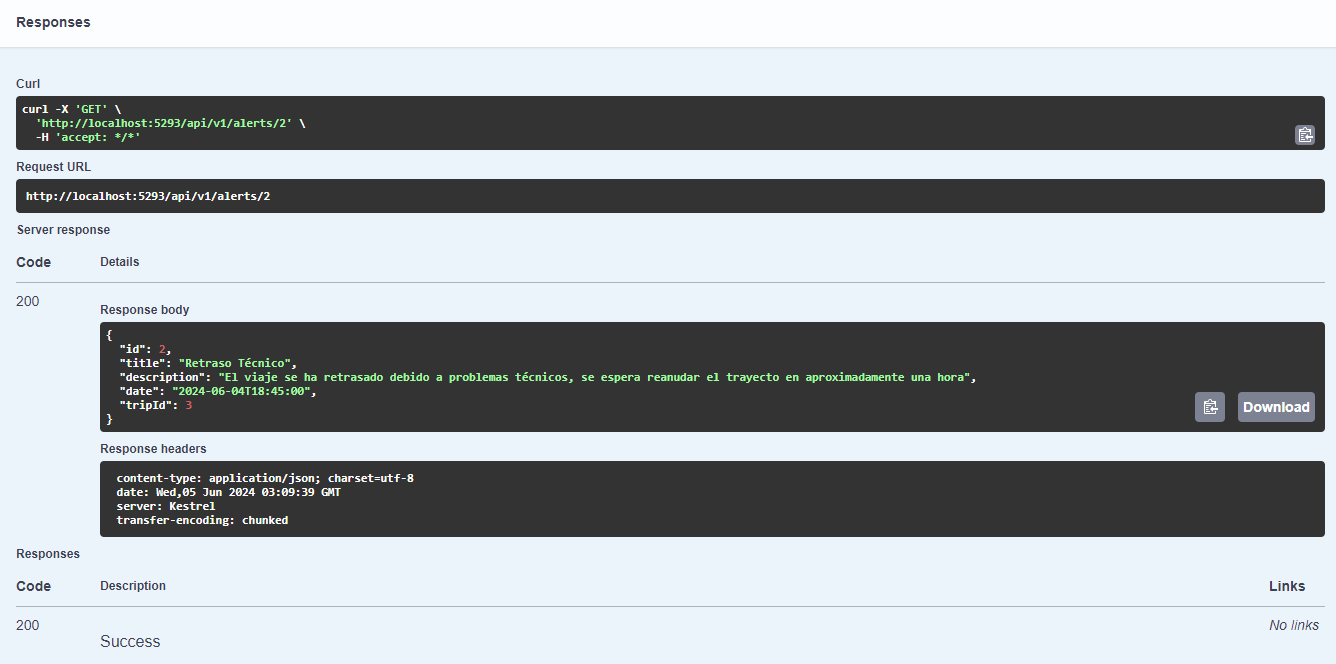 Responses
Curl
curl -X 'GET' \
  'http://localhost:5293/api/v1/alerts/2' \
  -H 'accept: */*'
Request URL
http://localhost:5293/api/v1/alerts/2
Server response
Code Details
200
Response body
{
  "id": 2,
  "title": "Retraso Técnico",
  "description": "El viaje se ha retrasado debido a problemas técnicos, se espera reanudar el trayecto en aproximadamente una hora",
  "date": "2024-06-04T18:45:00",
  "tripId": 3
}
Download
Response headers
content-type: application/json; charset=utf-8
date: Wed,05 Jun 2024 03:09:39 GMT
server: Kestrel
transfer-encoding: chunked
Responses
Code Description Links
200 No links
Success